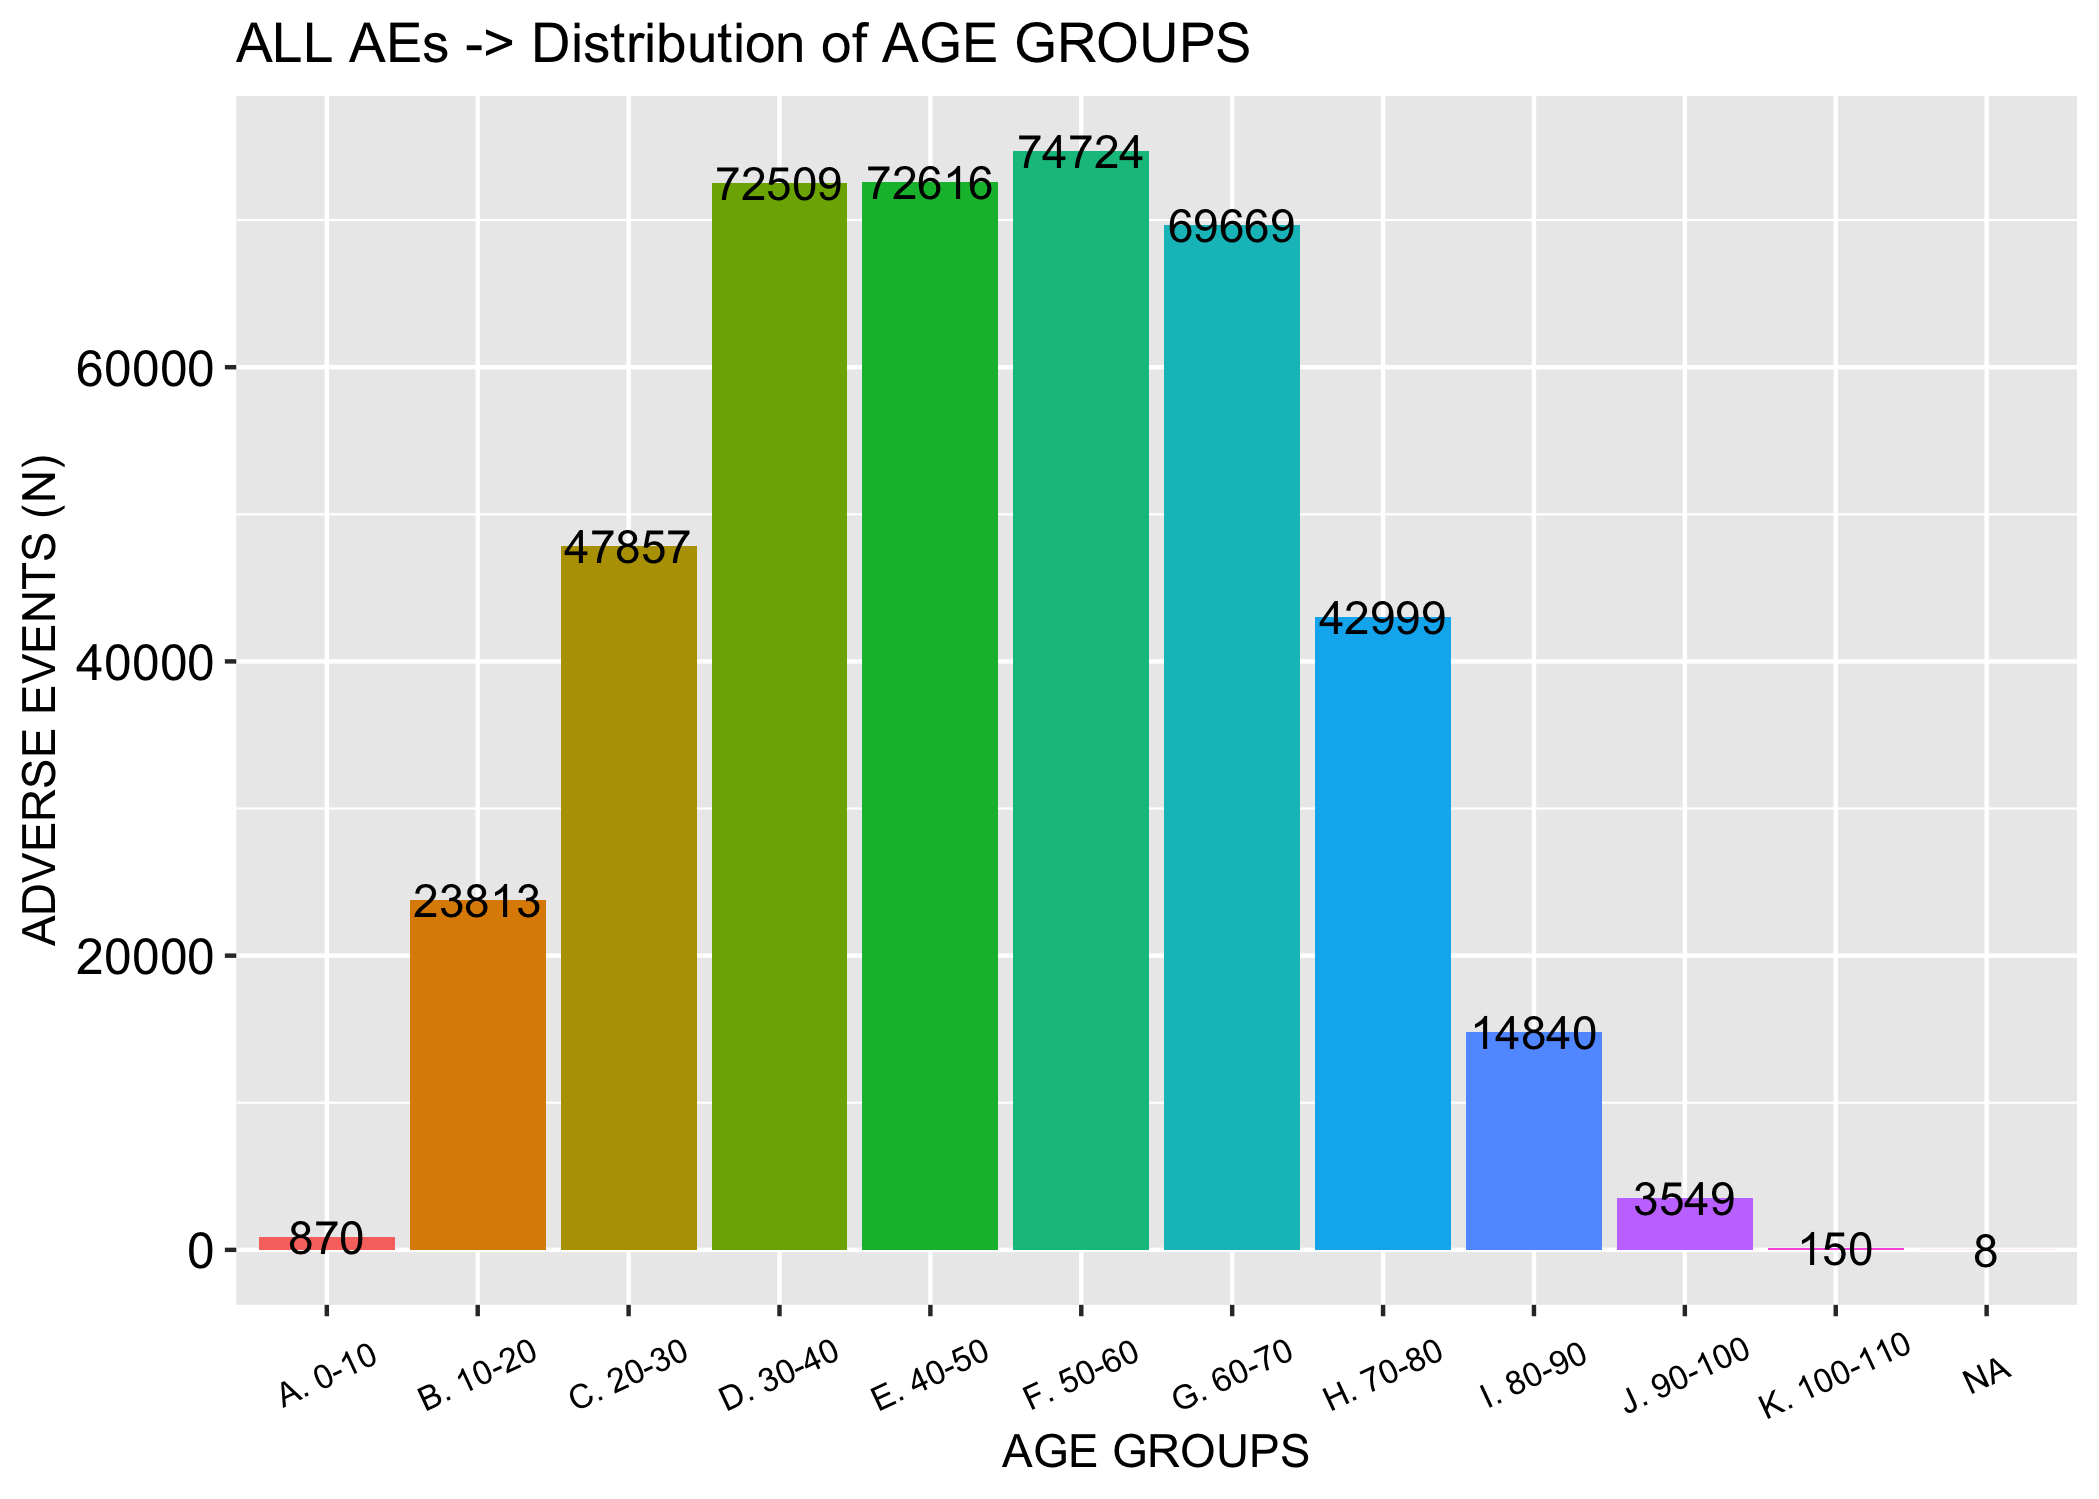 ALL AEs -> Distribution of AGE GROUPS
ADVERSE EVENTS (N)
60000
40000
20000
0
870
23813
47857
72509
72616
74724
69669
42999
14840
3549
150
8
A. 0-10
B. 10-20
C. 20-30
D. 30-40
E. 40-50
F. 50-60
G. 60-70
H. 70-80
I. 80-90
J. 90-100
K. 100-110
NA
AGE GROUPS